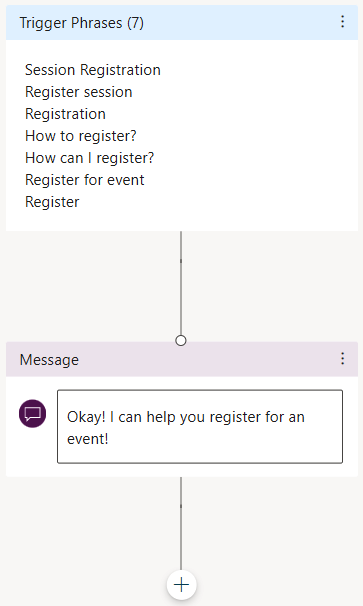 Trigger Phrases (7)
Session Registration
Register session
Registration
How to register?
How can I register?
Register for event
Register
Message
Okay! I can help you register for an
event!